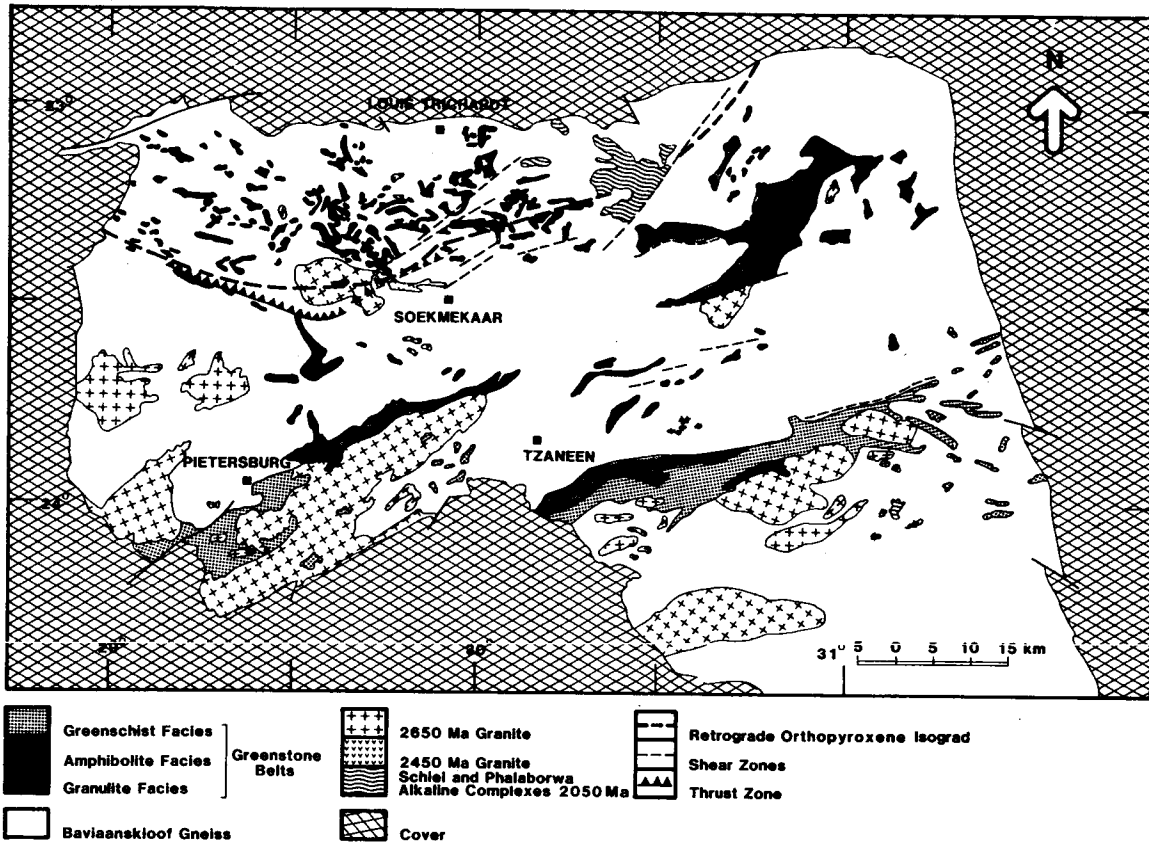 N
23°
LOUIS TRICHARDT
SOEKMEKAAR
PIETERSBURG
TZANEEN
24°
29°
30°
31°
5 0 5 10 15 km
Greenschist Facies
Amphibolite Facies
Granulite Facies
Greenstone
Belts
Baviaanskloof Gneiss
2650 Ma Granite
2450 Ma Granite
Schiel and Phalaborwa
Alkaline Complexes 2050 Ma
Cover
Retrograde Orthopyroxene Isograd
Shear Zones
Thrust Zone